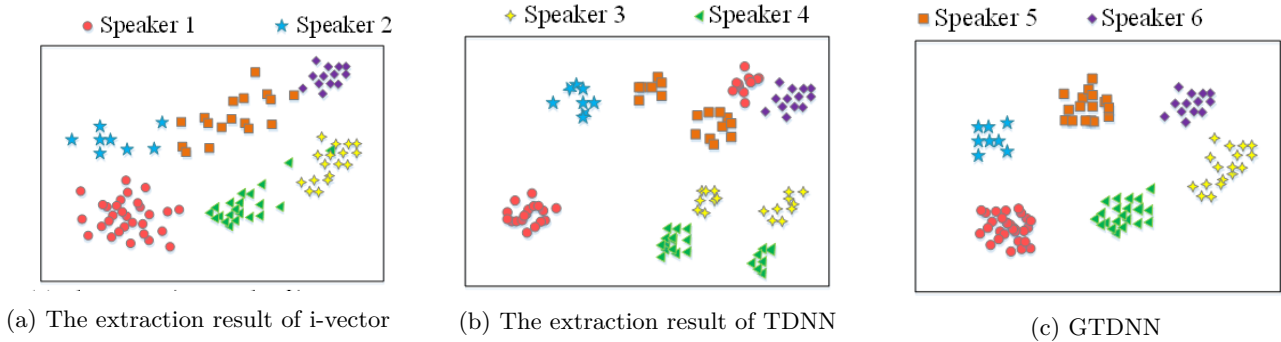 Speaker 1 Speaker 2 Speaker 3 Speaker 4 Speaker 5 Speaker 6
(a) The extraction result of i-vector (b) The extraction result of TDNN (c) GTDNN